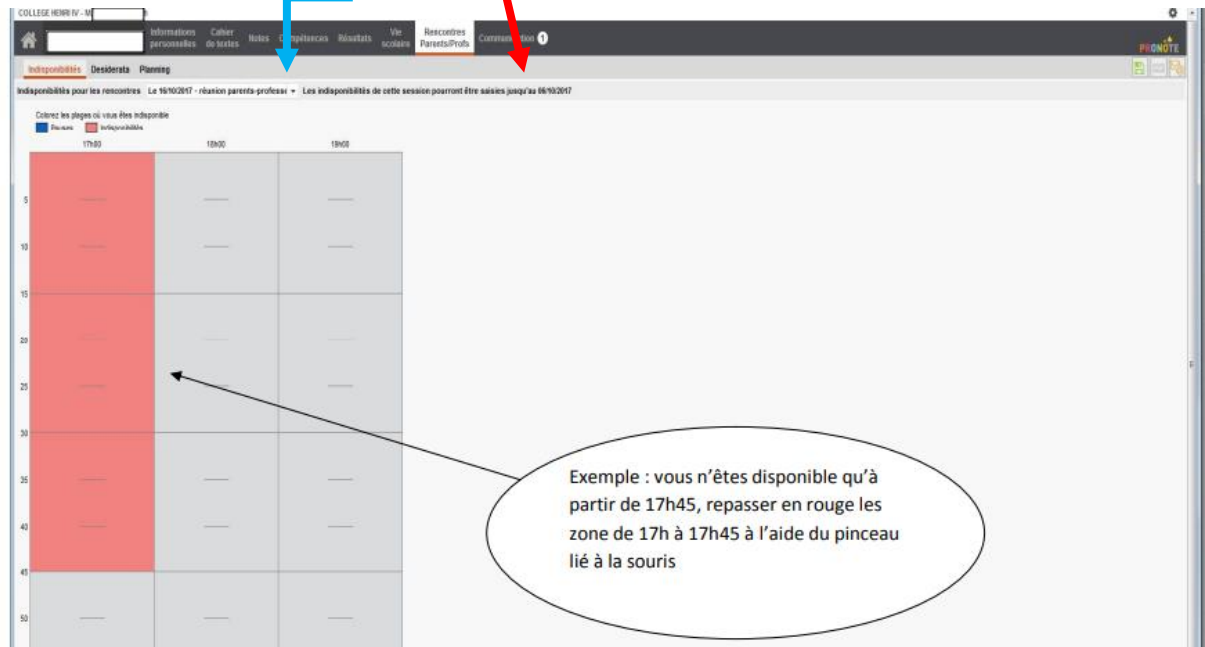 COLLEGE HENRI IV - M
Informations personnelles Cahier de textes Notes Compétences Résultats Vie scolaire Rencontres Parents/Profs Communication 1
PRONOTE
Indisponibilités Desiderata Planning
Indisponibilités pour les rencontres Le 16/10/2017 - réunion parents-profess Les indisponibilités de cette session pourront être saisies jusqu'au 06/10/2017
Colorez les plages où vous êtes indisponible
Indisponibilités
17h00 18h00 19h00
5
10
15
20
25
30
35
40
45
50
Exemple : vous n'êtes disponible qu'à
partir de 17h45, repasser en rouge les
zone de 17h à 17h45 à l'aide du pinceau
lié à la souris